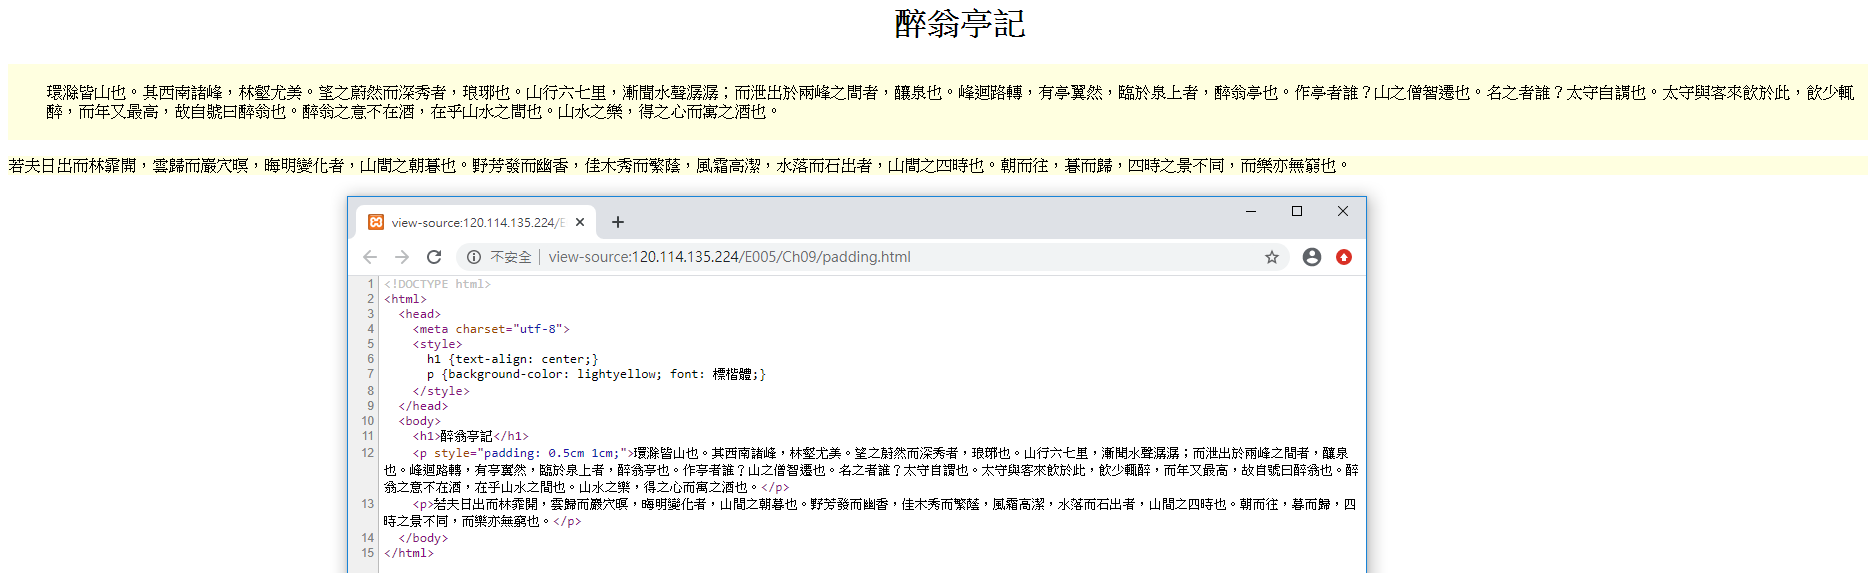 醉翁亭記
環滁皆山也。其西南諸峰，林壑尤美。望之蔚然而深秀者，琅琊也。山行六七里，漸聞水聲潺潺；而泄出於兩峰之間者，釀泉也。峰迴路轉，有亭翼然，臨於泉上者，醉翁亭也。作亭者誰？山之僧智遷也。名之者誰？太守自謂也。太守與客來飲於此，飲少輒
醉，而年又最高，故自號曰醉翁也。醉翁之意不在酒，在乎山水之間也。山水之樂，得之心而寓之酒也。
若夫日出而林霏開，雲歸而巖穴暝，晦明變化者，山間之朝暮也。野芳發而幽香，佳木秀而繁蔭，風霜高潔，水落而石出者，山間之四時也。朝而往，暮而歸，四時之景不同，而樂亦無窮也。
view-source:120.114.135.224/E
不安全 | view-source:120.114.135.224/E005/Ch09/padding.html
1 <!DOCTYPE html>
2 <html>
3 <head>
4 <meta charset="utf-8">
5 <style>
6 h1 {text-align: center;}
7 p {background-color: lightyellow; font: 標楷體;}
8 </style>
9 </head>
10 <body>
11 <h1>醉翁亭記</h1>
12 <p style="padding: 0.5cm 1cm;">環滁皆山也。其西南諸峰，林壑尤美。望之蔚然而深秀者，琅琊也。山行六七里，漸聞水聲潺潺；而泄出於兩峰之間者，釀泉
也。峰迴路轉，有亭翼然，臨於泉上者，醉翁亭也。作亭者誰？山之僧智遷也。名之者誰？太守自謂也。太守與客來飲於此，飲少輒醉，而年又最高，故自號曰醉翁也。醉
翁之意不在酒，在乎山水之間也。山水之樂，得之心而寓之酒也。</p>
13 <p>若夫日出而林霏開，雲歸而巖穴暝，晦明變化者，山間之朝暮也。野芳發而幽香，佳木秀而繁蔭，風霜高潔，水落而石出者，山間之四時也。朝而往，暮而歸，四
時之景不同，而樂亦無窮也。</p>
14 </body>
15 </html>